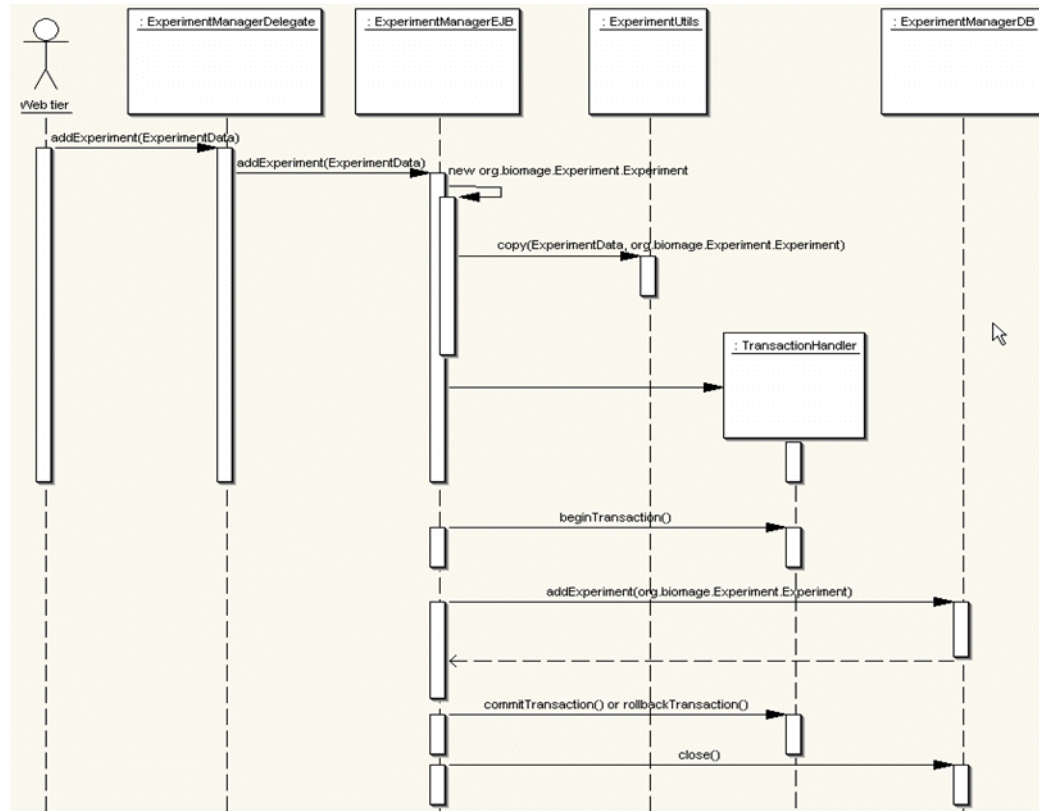 : ExperimentManagerDelegate
: ExperimentManagerEJB
: ExperimentUtils
: ExperimentManagerDB
Web tier
addExperiment(ExperimentData)
addExperiment(ExperimentData)
new org.biomage.Experiment.Experiment
copy(ExperimentData, org.biomage.Experiment.Experiment)
: TransactionHandler
beginTransaction()
addExperiment(org.biomage.Experiment.Experiment)
commitTransaction() or rollbackTransaction()
close()